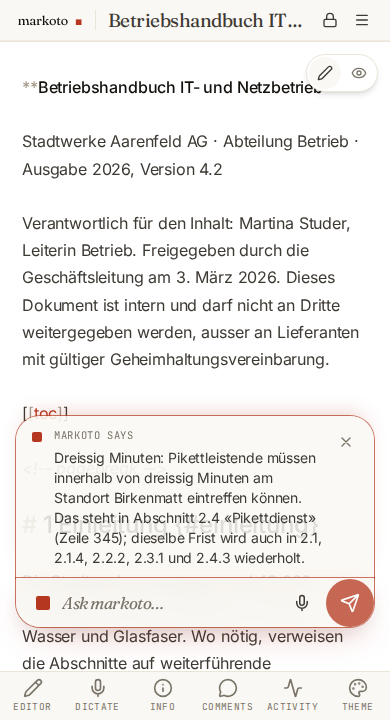 markoto
Betriebshandbuch IT…
**Betriebshandbuch IT- und Netzbetrieb
Stadtwerke Aarenfeld AG · Abteilung Betrieb ·
Ausgabe 2026, Version 4.2
Verantwortlich für den Inhalt: Martina Studer,
Leiterin Betrieb. Freigegeben durch die
Geschäftsleitung am 3. März 2026. Dieses
Dokument ist intern und darf nicht an Dritte
weitergegeben werden, ausser an Lieferanten
mit gültiger Geheimhaltungsvereinbarung.
[[toc]]
MARKOTO SAYS
Dreissig Minuten: Pikettleistende müssen
innerhalb von dreissig Minuten am
Standort Birkenmatt eintreffen können.
Das steht in Abschnitt 2.4 «Pikettdienst»
(Zeile 345); dieselbe Frist wird auch in 2.1,
2.1.4, 2.2.2, 2.3.1 und 2.4.3 wiederholt.
Ask markoto…
Wasser und Glasfaser. Wo nötig, verweisen
die Abschnitte auf weiterführende
EDITOR
DICTATE
INFO
COMMENTS
ACTIVITY
THEME